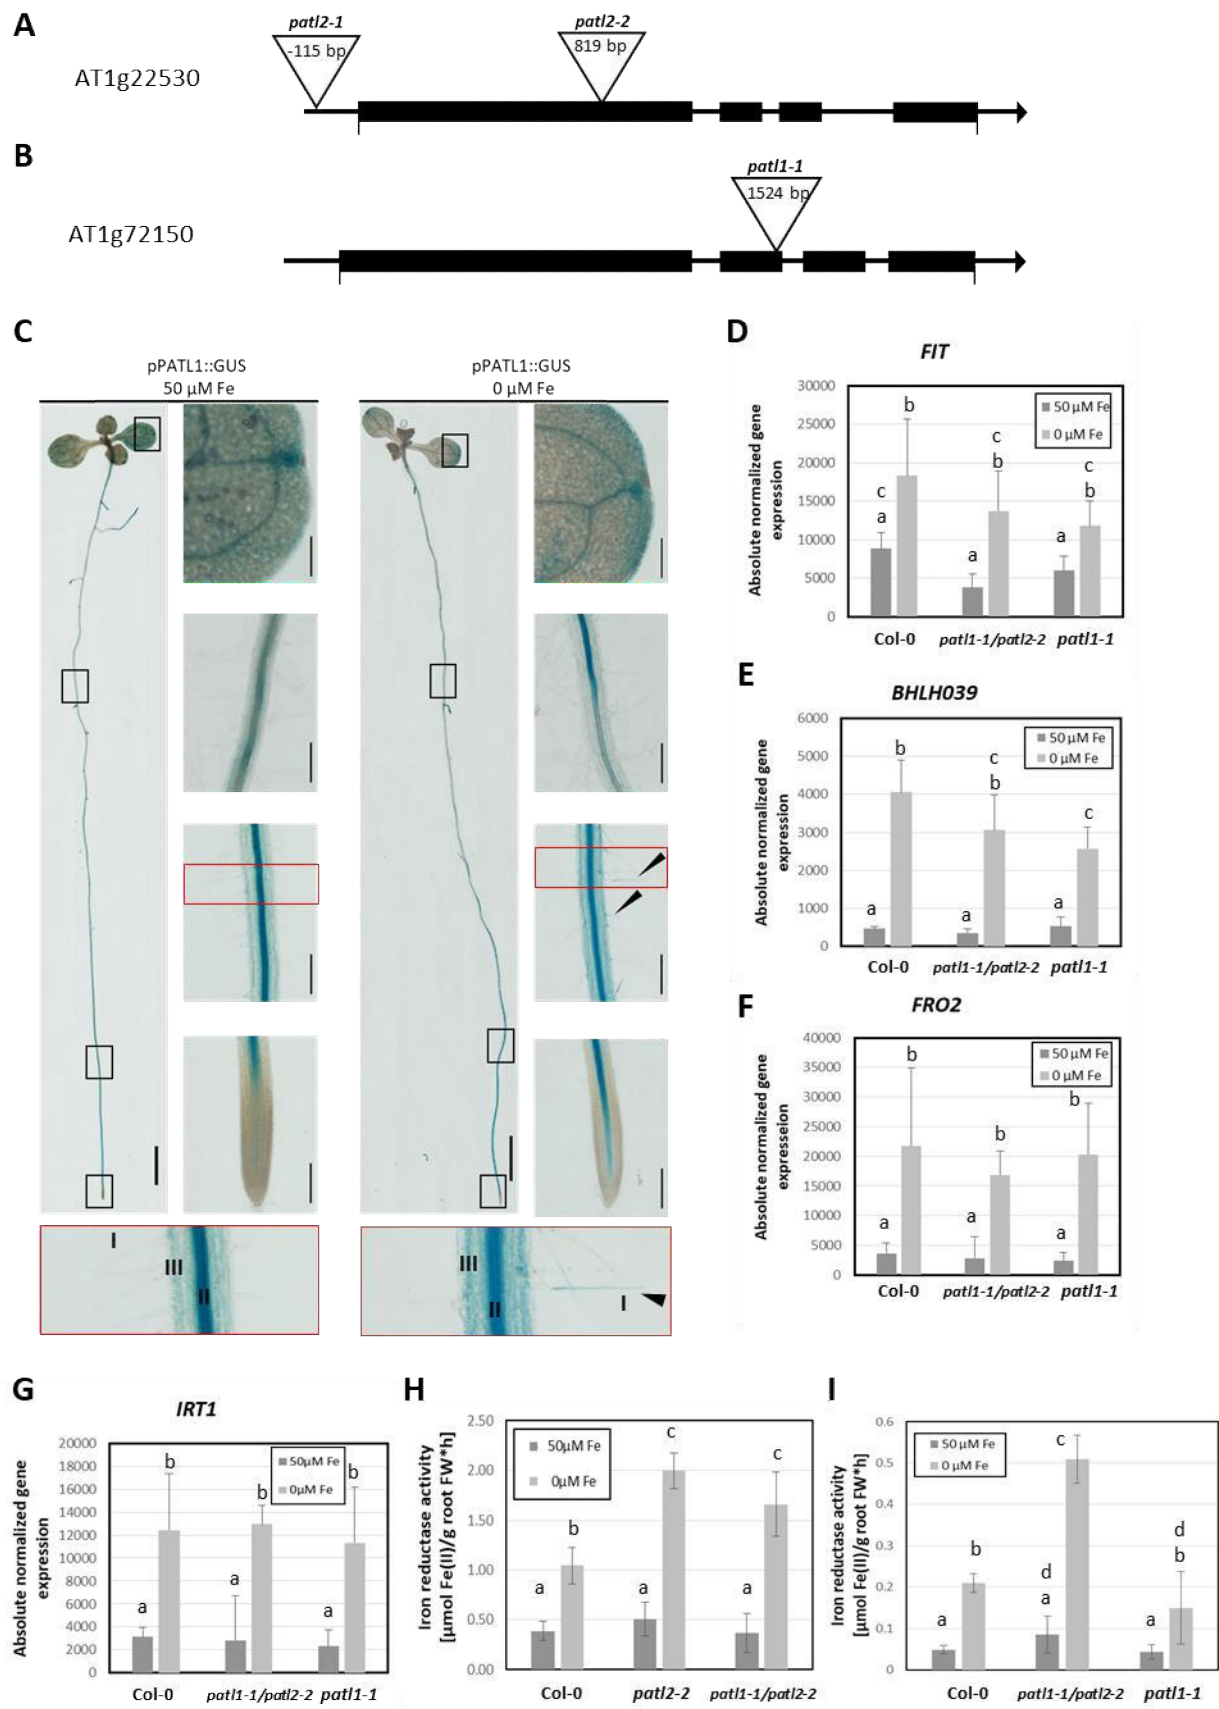 A
patl2-1
-115 bp
patl2-2
819 bp
AT1g22530
B
patl1-1
1524 bp
AT1g72150
C
pPATL1::GUS
50 µM Fe
pPATL1::GUS
0 µM Fe
I
III
II
III
II
I
D
FIT
Absolute normalized gene
expression
30000
25000
20000
15000
10000
5000
0
50 µM Fe
0 µM Fe
c
a
b
a
c
b
a
c
b
Col-0
patl1-1/patl2-2
patl1-1
E
BHLH039
Absolute normalized gene
expression
6000
5000
4000
3000
2000
1000
0
50 µM Fe
0 µM Fe
a
b
a
c
b
a
c
Col-0
patl1-1/patl2-2
patl1-1
F
FRO2
Absolute normalized gene
expresseion
40000
35000
30000
25000
20000
15000
10000
5000
0
50 µM Fe
0 µM Fe
a
b
a
b
a
b
Col-0
patl1-1/patl2-2
patl1-1
G
IRT1
Absolute normalized gene
expression
20000
18000
16000
14000
12000
10000
8000
6000
4000
2000
0
50µM Fe
0µM Fe
a
b
a
b
a
b
Col-0
patl1-1/patl2-2
patl1-1
H
Iron reductase activity
[µmol Fe(II)/g root FW*h]
2.50
2.00
1.50
1.00
0.50
0.00
50µM Fe
0µM Fe
a
b
a
c
a
c
Col-0
patl2-2
patl1-1/patl2-2
I
Iron reductase activity
[µmol Fe(II)/g root FW*h]
0.6
0.5
0.4
0.3
0.2
0.1
0
50 µM Fe
0 µM Fe
a
b
d
a
c
a
d
b
Col-0
patl1-1/patl2-2
patl1-1